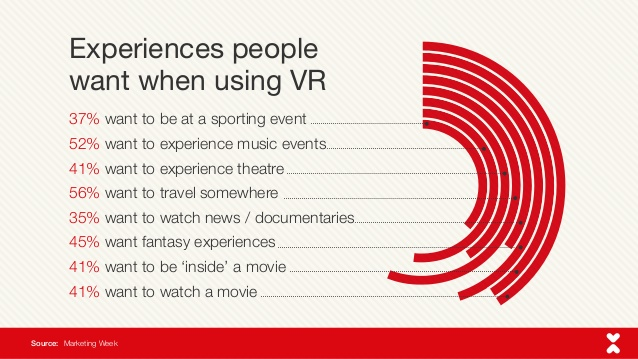 Experiences people
want when using VR
37% want to be at a sporting event
52% want to experience music events
41% want to experience theatre
56% want to travel somewhere
35% want to watch news / documentaries
45% want fantasy experiences
41% want to be ‘inside’ a movie
41% want to watch a movie
Source: Marketing Week